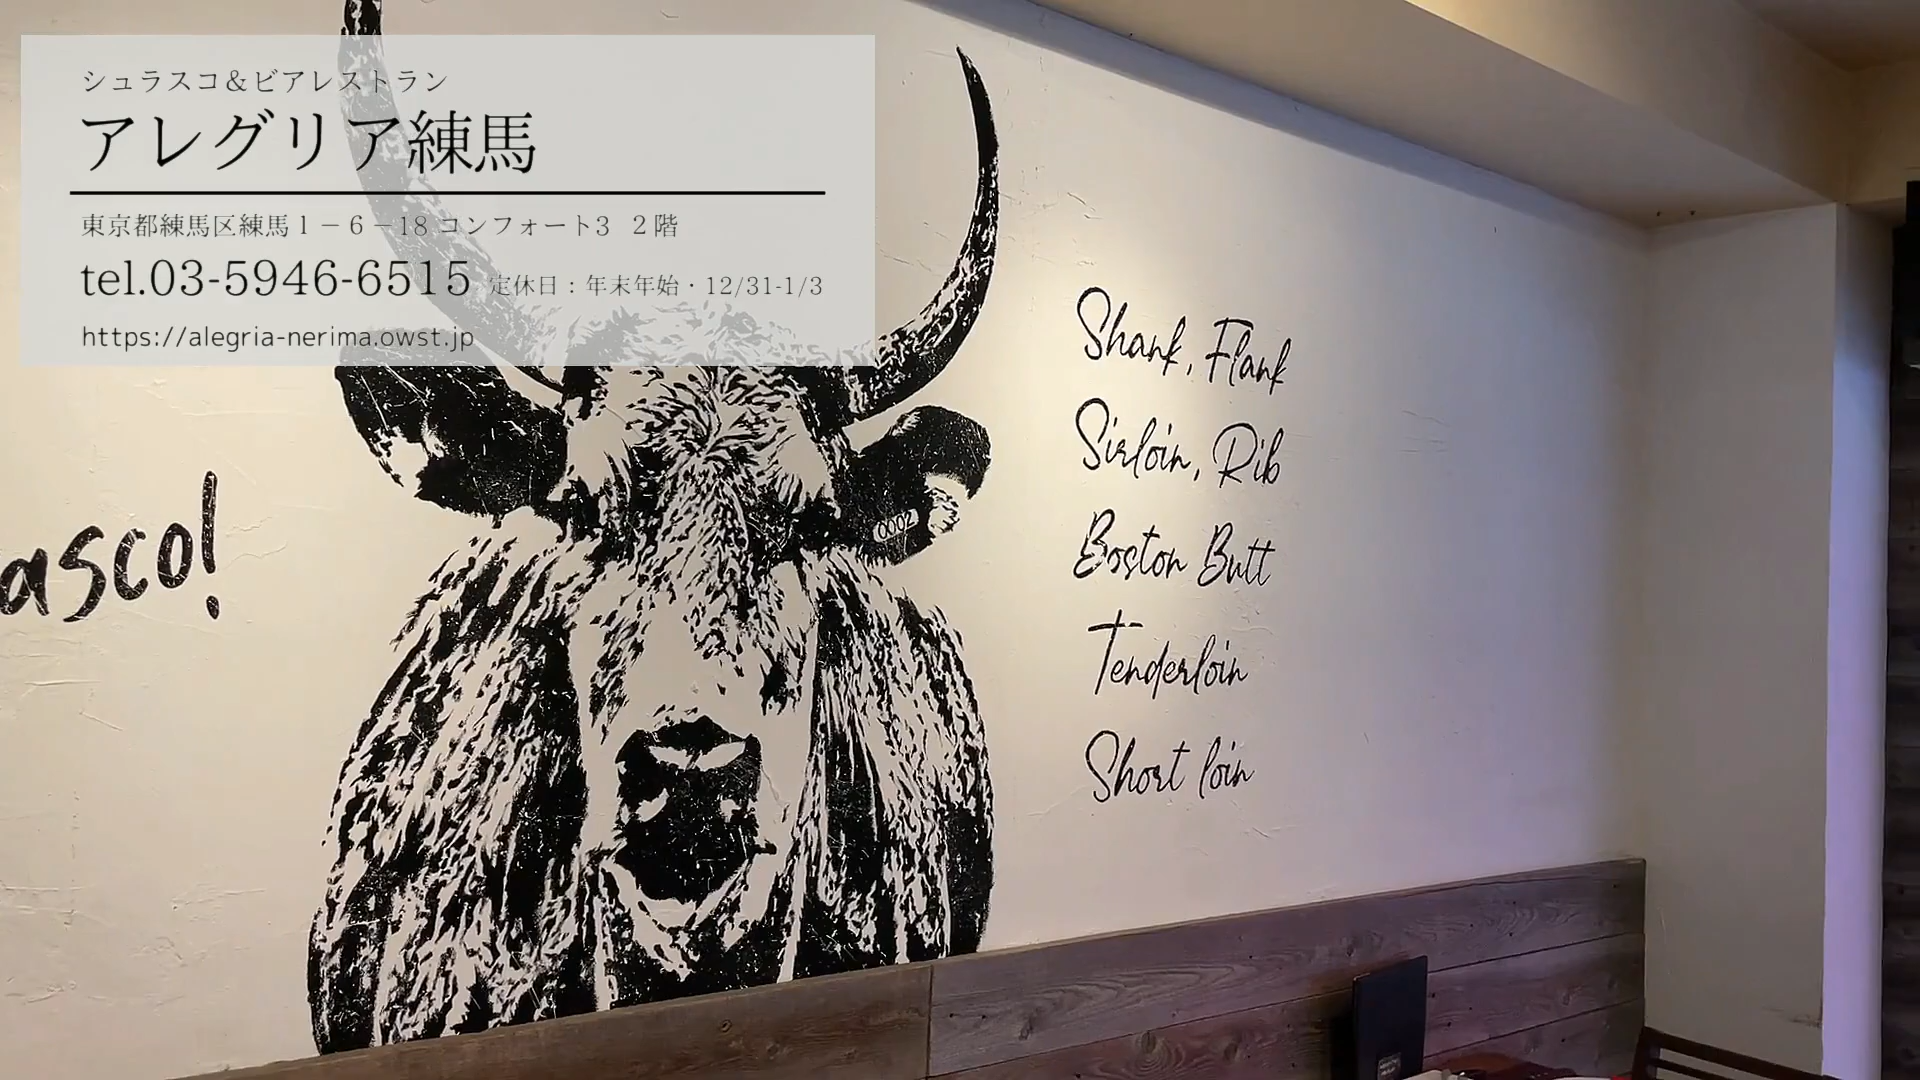 シュラスコ&ビアレストラン
アレグリア練馬
東京都練馬区練馬1-6-18 コンフォート3 2階
tel.03-5946-6515 定休日:年末年始・12/31-1/3
https://alegria-nerima.owst.jp
asco!
0002
Shank, Flank
Sirloin, Rib
Boston Butt
Tenderloin
Short loin